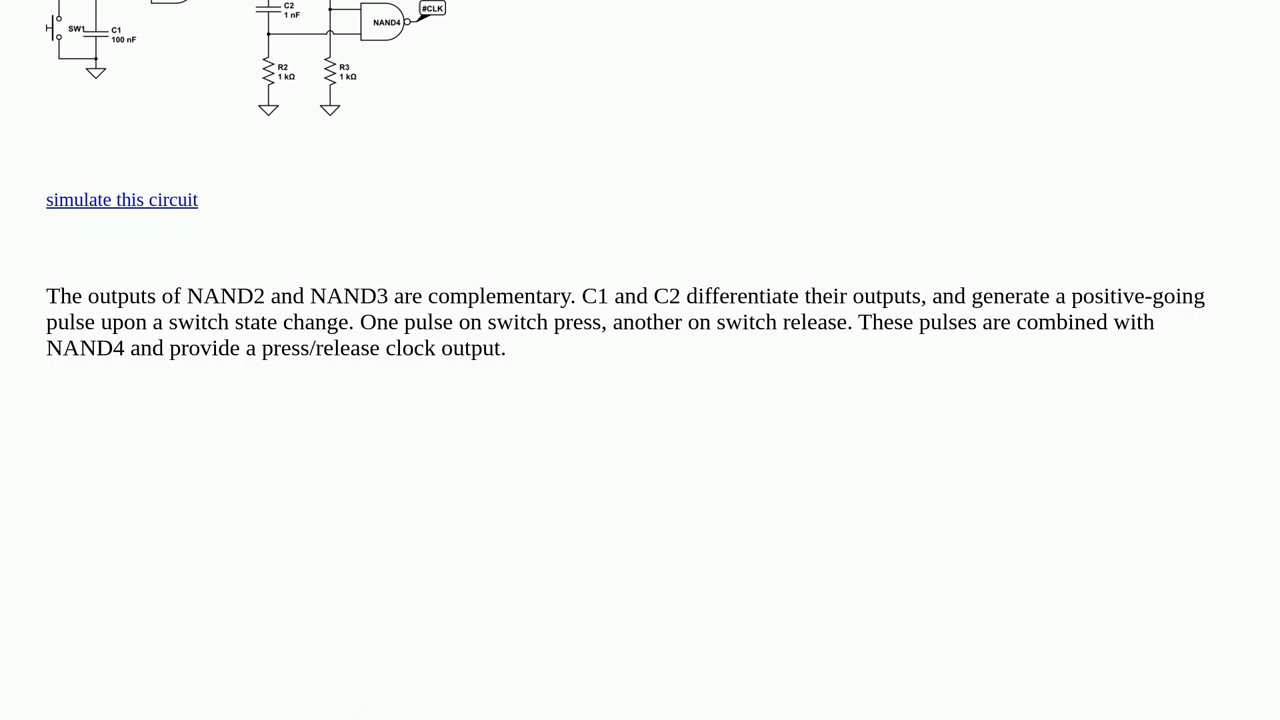 #CLK
C2
1 nF
NAND4
SW1
C1
100 nF
R2
1 kΩ
R3
1 kΩ
simulate this circuit
The outputs of NAND2 and NAND3 are complementary. C1 and C2 differentiate their outputs, and generate a positive-going
pulse upon a switch state change. One pulse on switch press, another on switch release. These pulses are combined with
NAND4 and provide a press/release clock output.